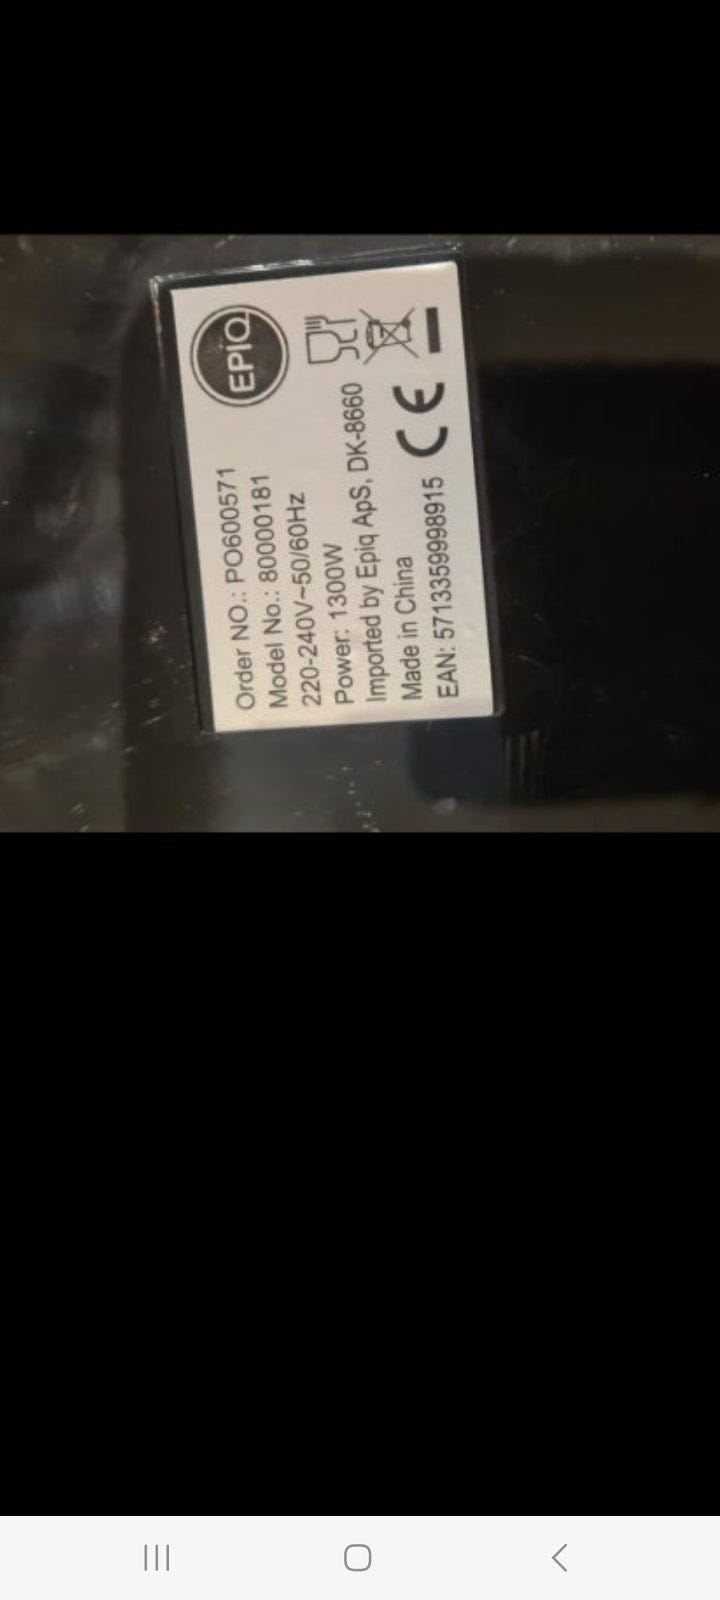 EPIQ
Order NO.: PO600571
Model No.: 80000181
220-240V~50/60Hz
Power: 1300W
Imported by Epiq ApS, DK-8660
Made in China
EAN: 5713359998915
CE